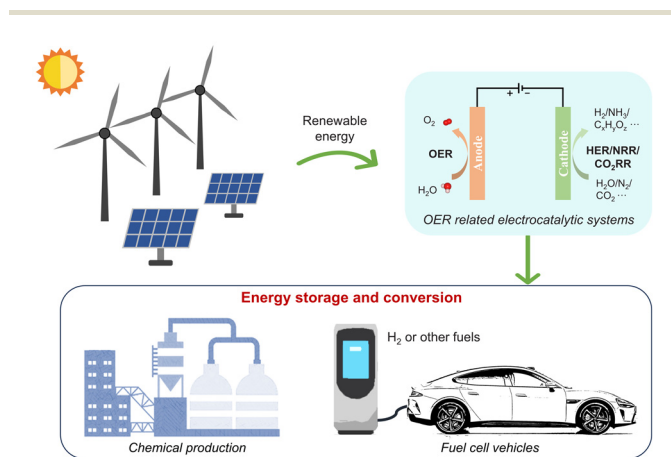 Renewable
energy
+ −
O₂
H₂/NH₃/
CₓHᵧO_z ···
OER
Anode
Cathode
HER/NRR/
CO₂RR
H₂O
H₂O/N₂/
CO₂ ···
OER related electrocatalytic systems
Energy storage and conversion
H₂ or other fuels
Chemical production
Fuel cell vehicles